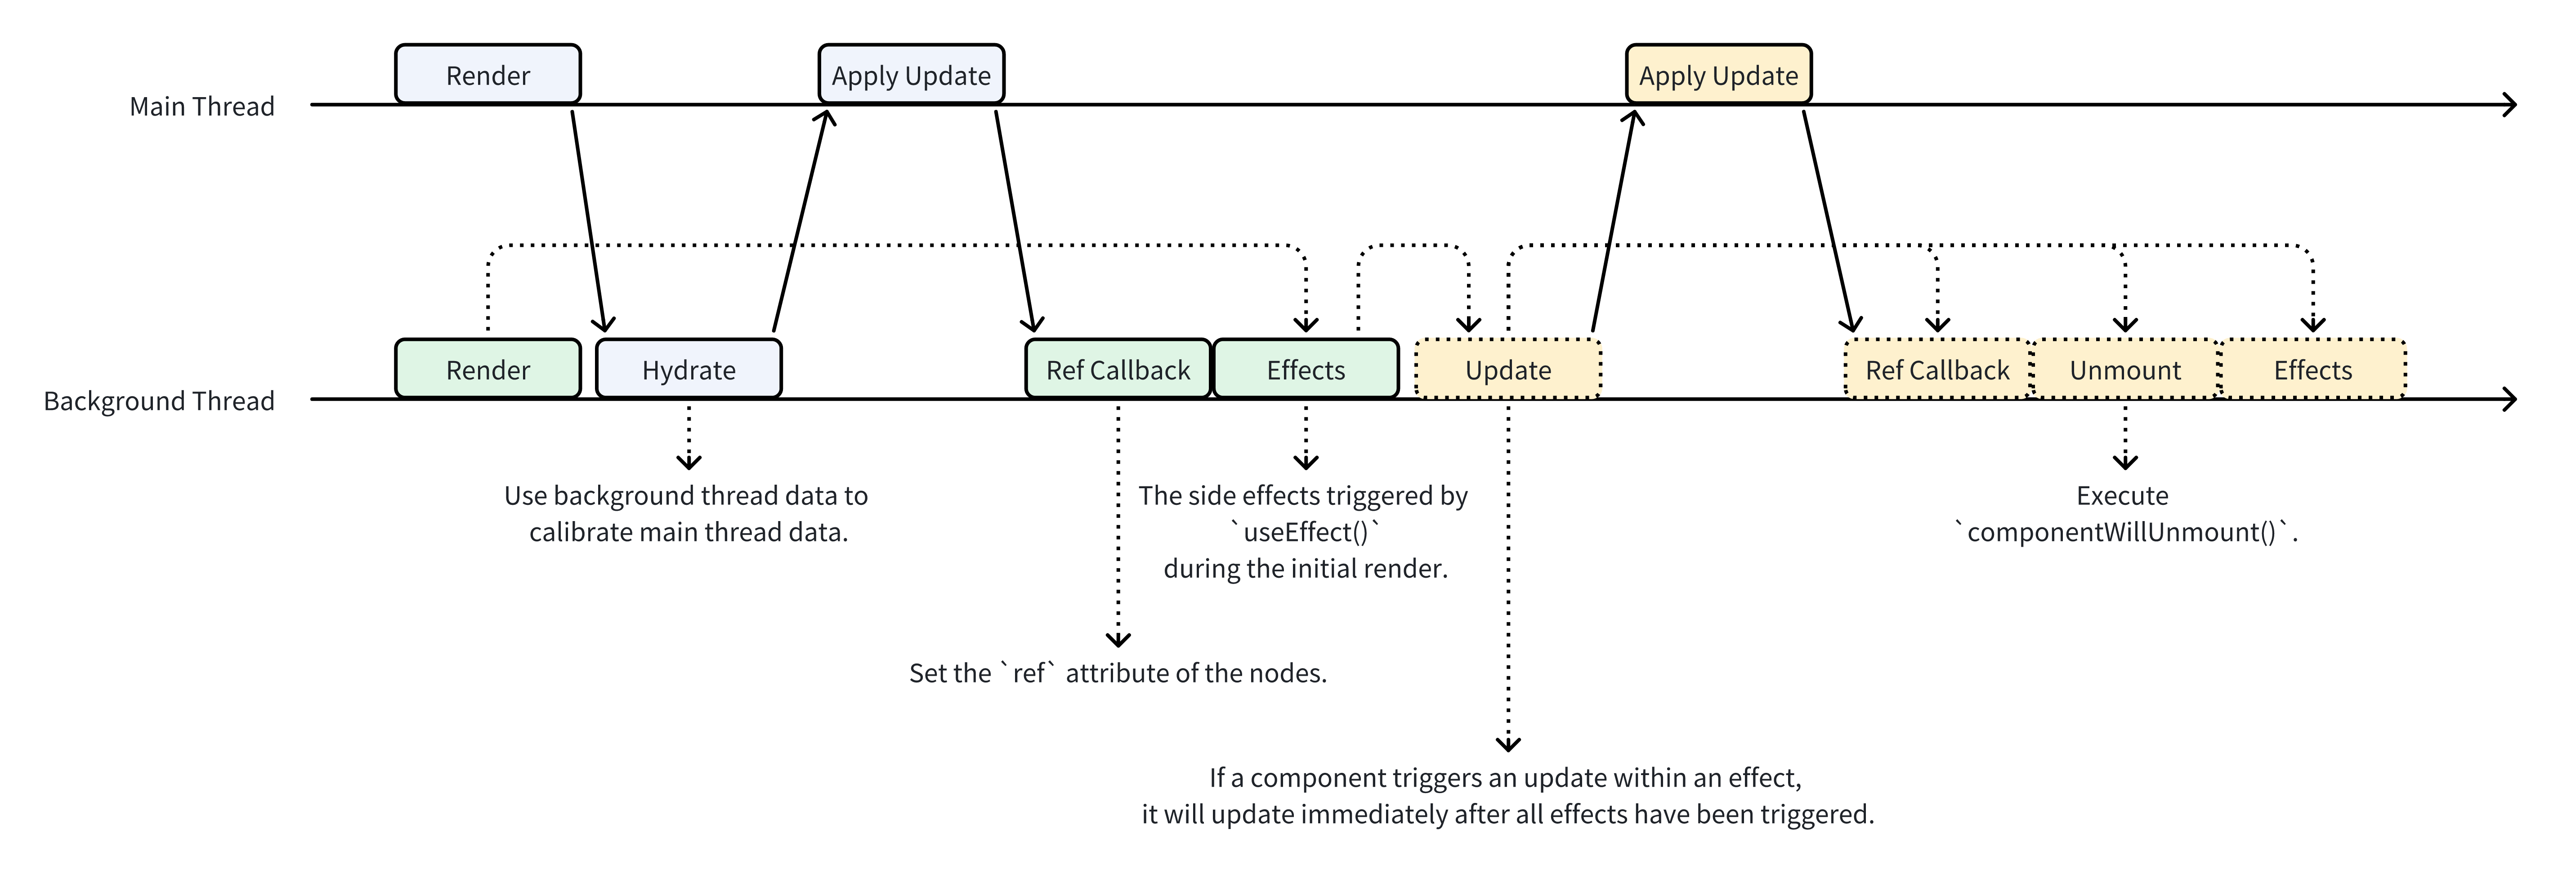 Render
Apply Update
Apply Update
Main Thread
Render
Hydrate
Ref Callback
Effects
Update
Ref Callback
Unmount
Effects
Background Thread
Use background thread data to
calibrate main thread data.
The side effects triggered by
`useEffect()`
during the initial render.
Execute
`componentWillUnmount()`.
Set the `ref` attribute of the nodes.
If a component triggers an update within an effect,
it will update immediately after all effects have been triggered.